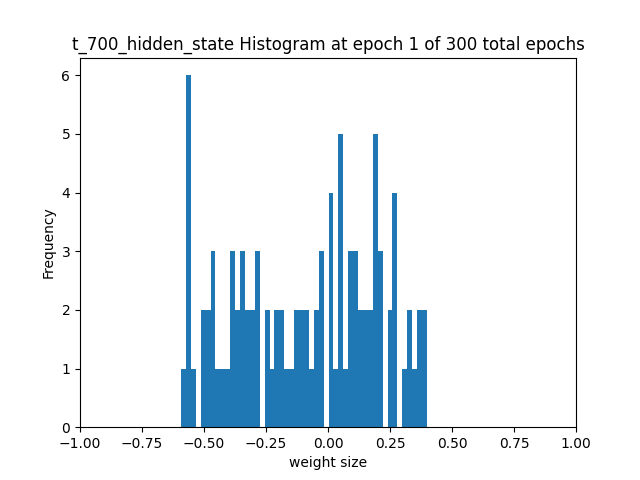 t_700_hidden_state Histogram at epoch 1 of 300 total epochs
6
5
4
3
2
1
0
Frequency
−1.00 −0.75 −0.50 −0.25 0.00 0.25 0.50 0.75 1.00
weight size